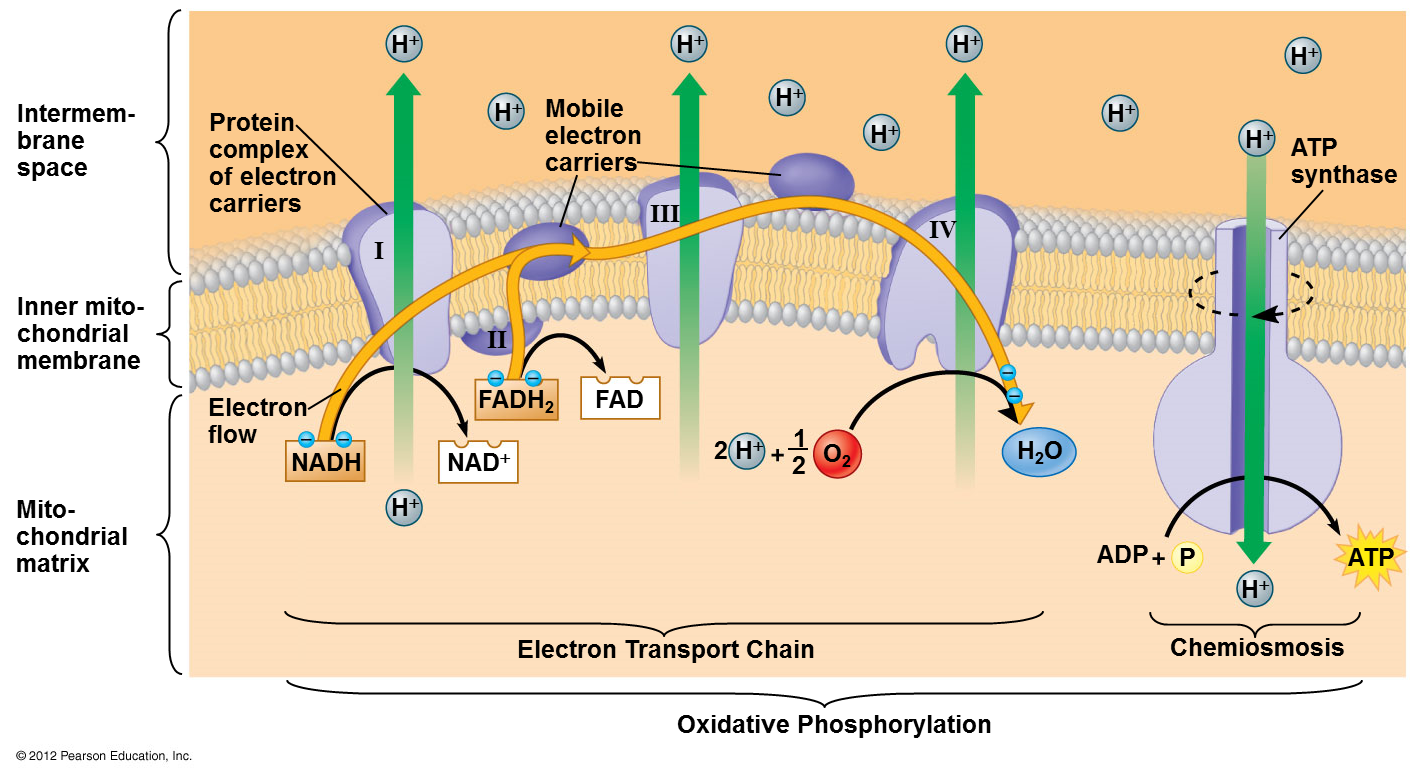 H+
H+
H+
H+
H+
H+
H+
H+
H+
H+
Intermem-
brane
space
Protein
complex
of electron
carriers
Mobile
electron
carriers
ATP
synthase
I
III
IV
II
Inner mito-
chondrial
membrane
FADH2
FAD
Electron
flow
NADH
NAD+
2 H+ + 1/2 O2
H2O
H+
Mito-
chondrial
matrix
ADP + P
ATP
H+
Electron Transport Chain
Chemiosmosis
Oxidative Phosphorylation
© 2012 Pearson Education, Inc.